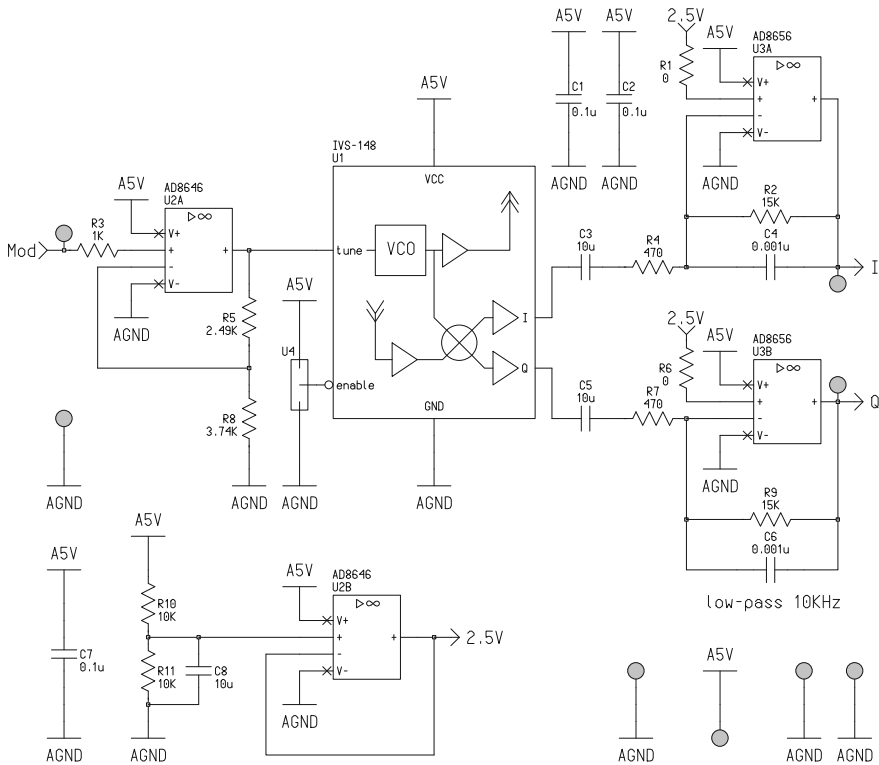 A5V
A5V
2.5V
A5V
AD8656
U3A
▷∞
R1
0
V+
+
+
-
V-
C1
0.1u
C2
0.1u
AGND
AGND
AGND
A5V
IVS-148
U1
VCC
A5V
AD8646
U2A
▷∞
Mod
R3
1K
V+
+
+
-
V-
AGND
tune
VCO
R2
15K
C3
10u
R4
470
C4
0.001u
I
A5V
R5
2.49K
U4
enable
I
Q
GND
2.5V
A5V
AD8656
U3B
▷∞
R6
0
V+
+
+
-
V-
Q
C5
10u
R7
470
R8
3.74K
AGND
AGND
AGND
AGND
AGND
R9
15K
C6
0.001u
low-pass 10KHz
A5V
A5V
A5V
AD8646
U2B
▷∞
R10
10K
V+
+
+
-
V-
2.5V
C7
0.1u
R11
10K
C8
10u
AGND
AGND
AGND
A5V
AGND
AGND
AGND